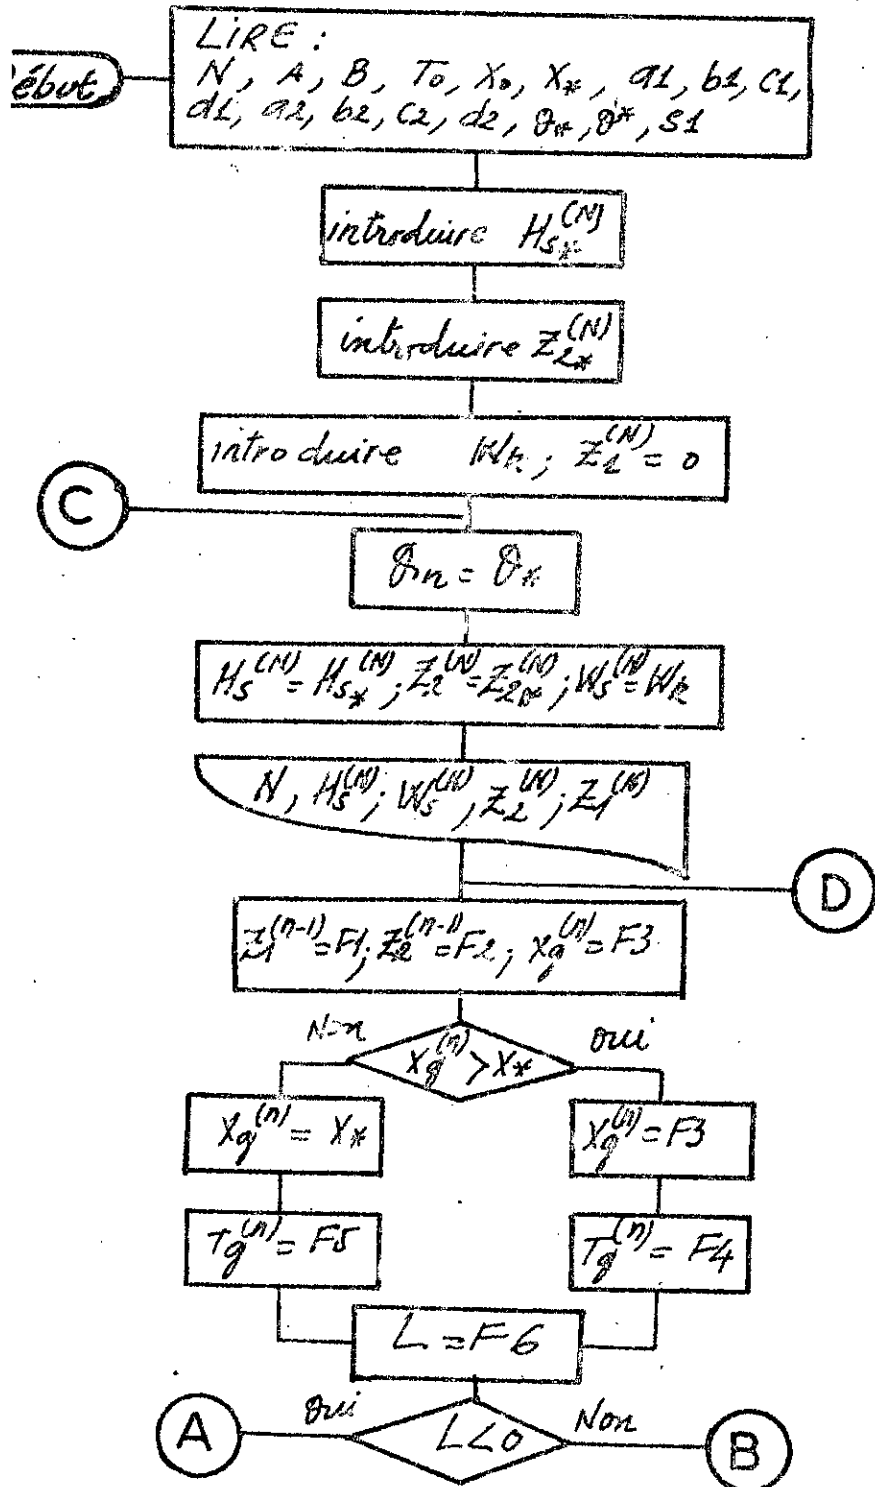 ébut
LIRE :
N, A, B, T₀, X₀, X*, a1, b1, c1,
d1, a2, b2, c2, d2, θ*, θ*, s1
introduire Hs*^(N)
introduire Z2*^(N)
introduire Wk ; Z1^(N) = 0
C
θn = θ*
Hs^(N) = Hs*^(N) ; Z2^(N) = Z2*^(N) ; Ws^(N) = Wk
N, Hs^(N) ; Ws^(N), Z2^(N) ; Z1^(N)
D
Z1^(n-1) = F1 ; Z2^(n-1) = F2 ; Xg^(n) = F3
Non
Xg^(n) > X*
oui
Xg^(n) = X*
Xg^(n) = F3
Tg^(n) = F5
Tg^(n) = F4
L = F6
A
oui
L<0
Non
B